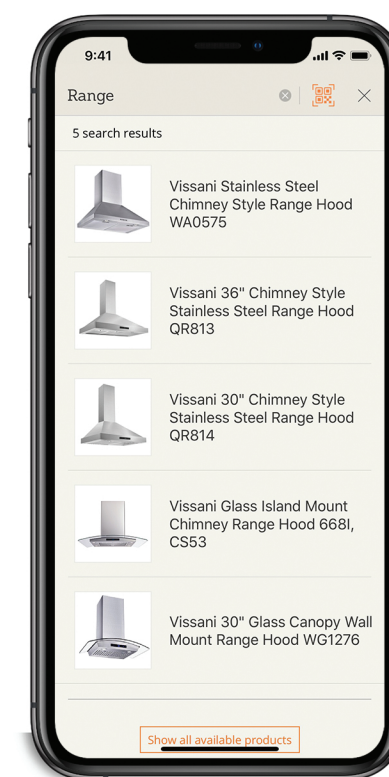 9:41
Range
5 search results
Vissani Stainless Steel
Chimney Style Range Hood
WA0575
Vissani 36" Chimney Style
Stainless Steel Range Hood
QR813
Vissani 30" Chimney Style
Stainless Steel Range Hood
QR814
Vissani Glass Island Mount
Chimney Range Hood 668I,
CS53
Vissani 30" Glass Canopy Wall
Mount Range Hood WG1276
Show all available products